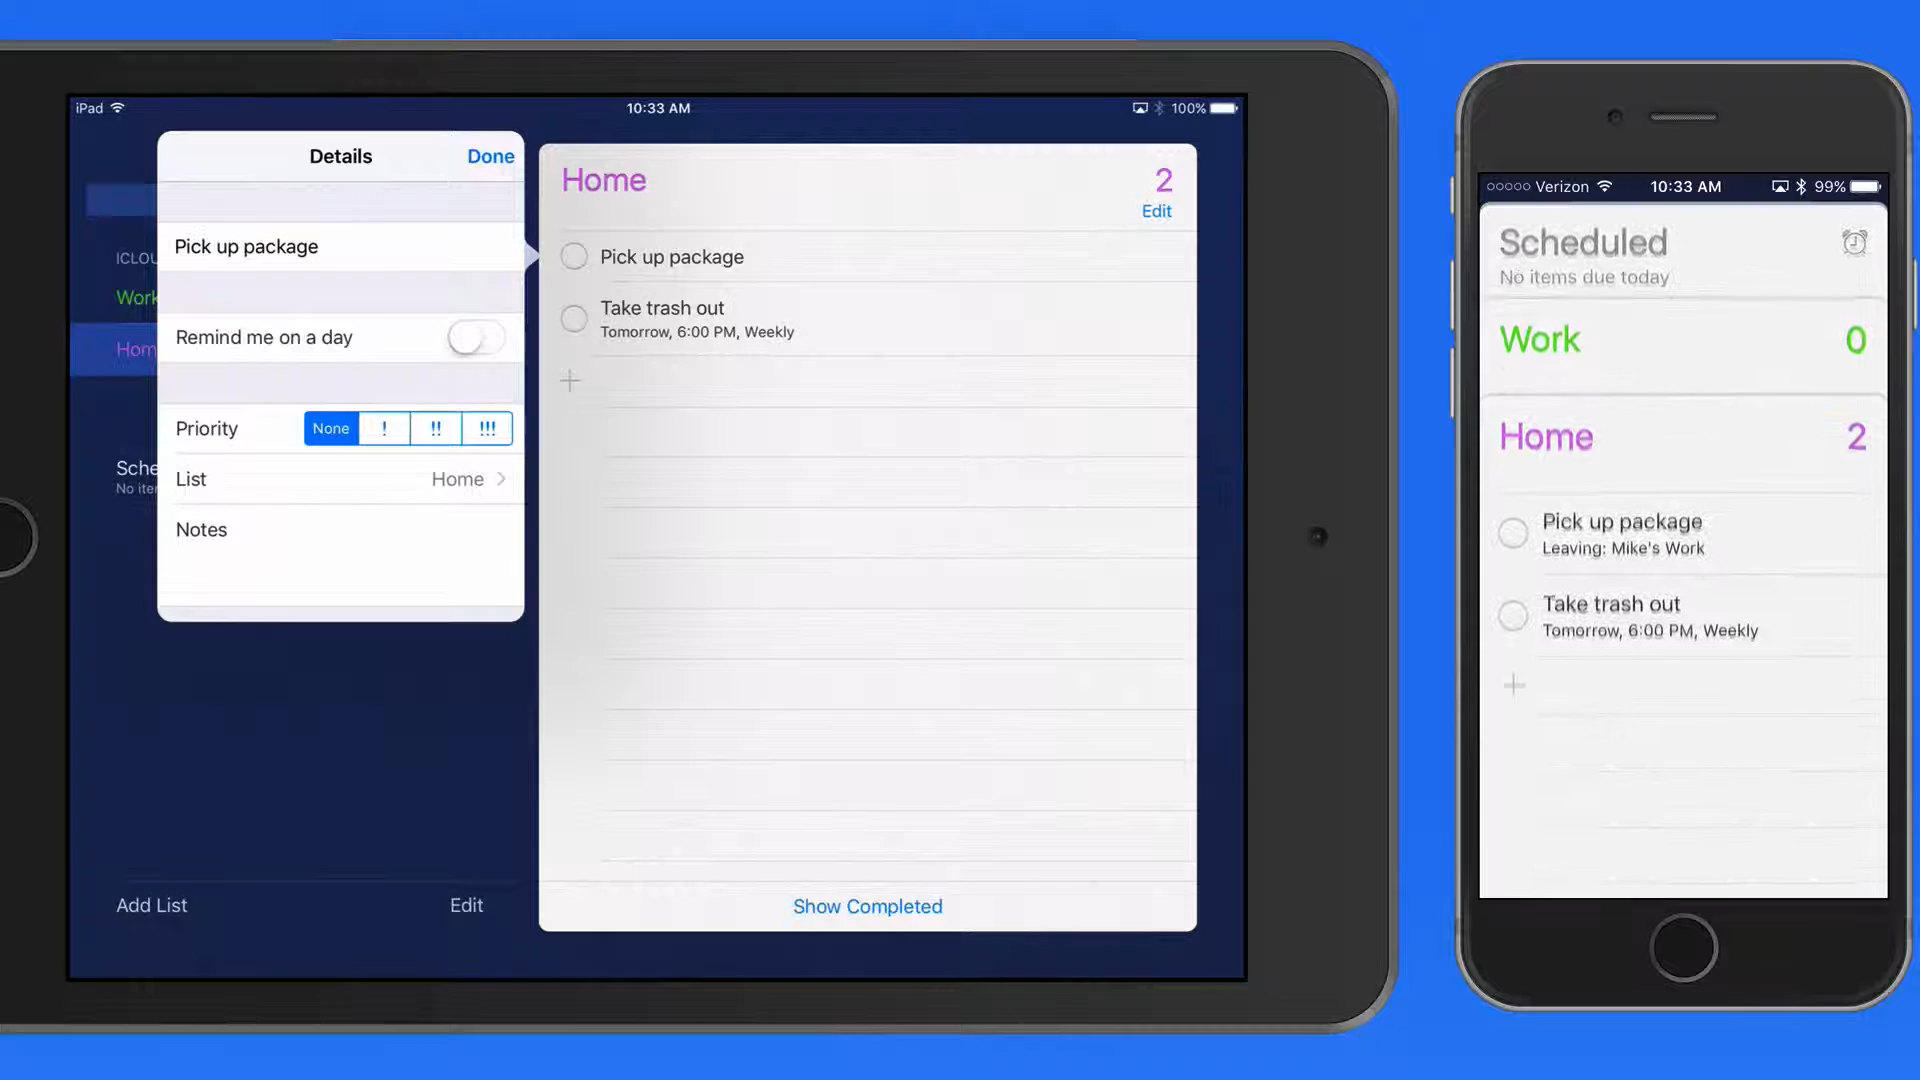 iPad
10:33 AM
100%
Details
Done
Pick up package
Remind me on a day
Priority
None
!
!!
!!!
List
Home
Notes
ICLOU
Work
Hom
Sche
No iter
Add List
Edit
Home
2
Edit
Pick up package
Take trash out
Tomorrow, 6:00 PM, Weekly
Show Completed
Verizon
10:33 AM
99%
Scheduled
No items due today
Work
0
Home
2
Pick up package
Leaving: Mike's Work
Take trash out
Tomorrow, 6:00 PM, Weekly